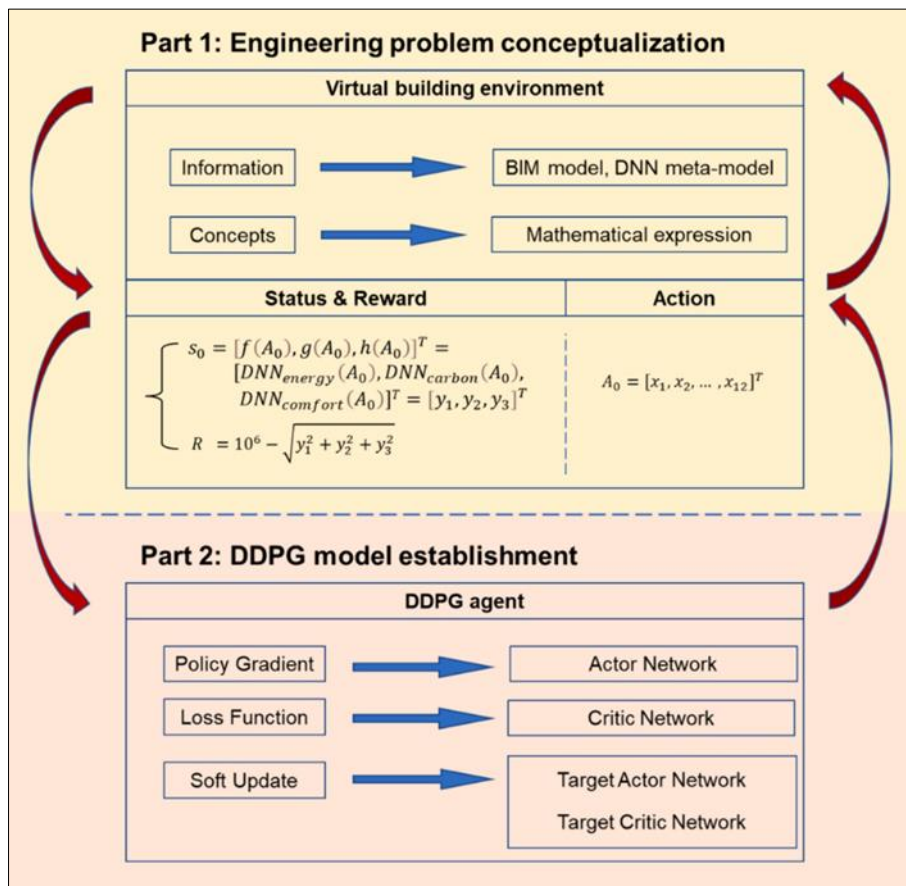 Part 1: Engineering problem conceptualization
Virtual building environment
Information
BIM model, DNN meta-model
Concepts
Mathematical expression
Status & Reward
Action
s₀ = [f(A₀), g(A₀), h(A₀)]ᵀ =
[DNN_energy(A₀), DNN_carbon(A₀),
DNN_comfort(A₀)]ᵀ = [y₁, y₂, y₃]ᵀ
R = 10⁶ − √(y₁² + y₂² + y₃²)
A₀ = [x₁, x₂, … , x₁₂]ᵀ
Part 2: DDPG model establishment
DDPG agent
Policy Gradient
Actor Network
Loss Function
Critic Network
Soft Update
Target Actor Network
Target Critic Network